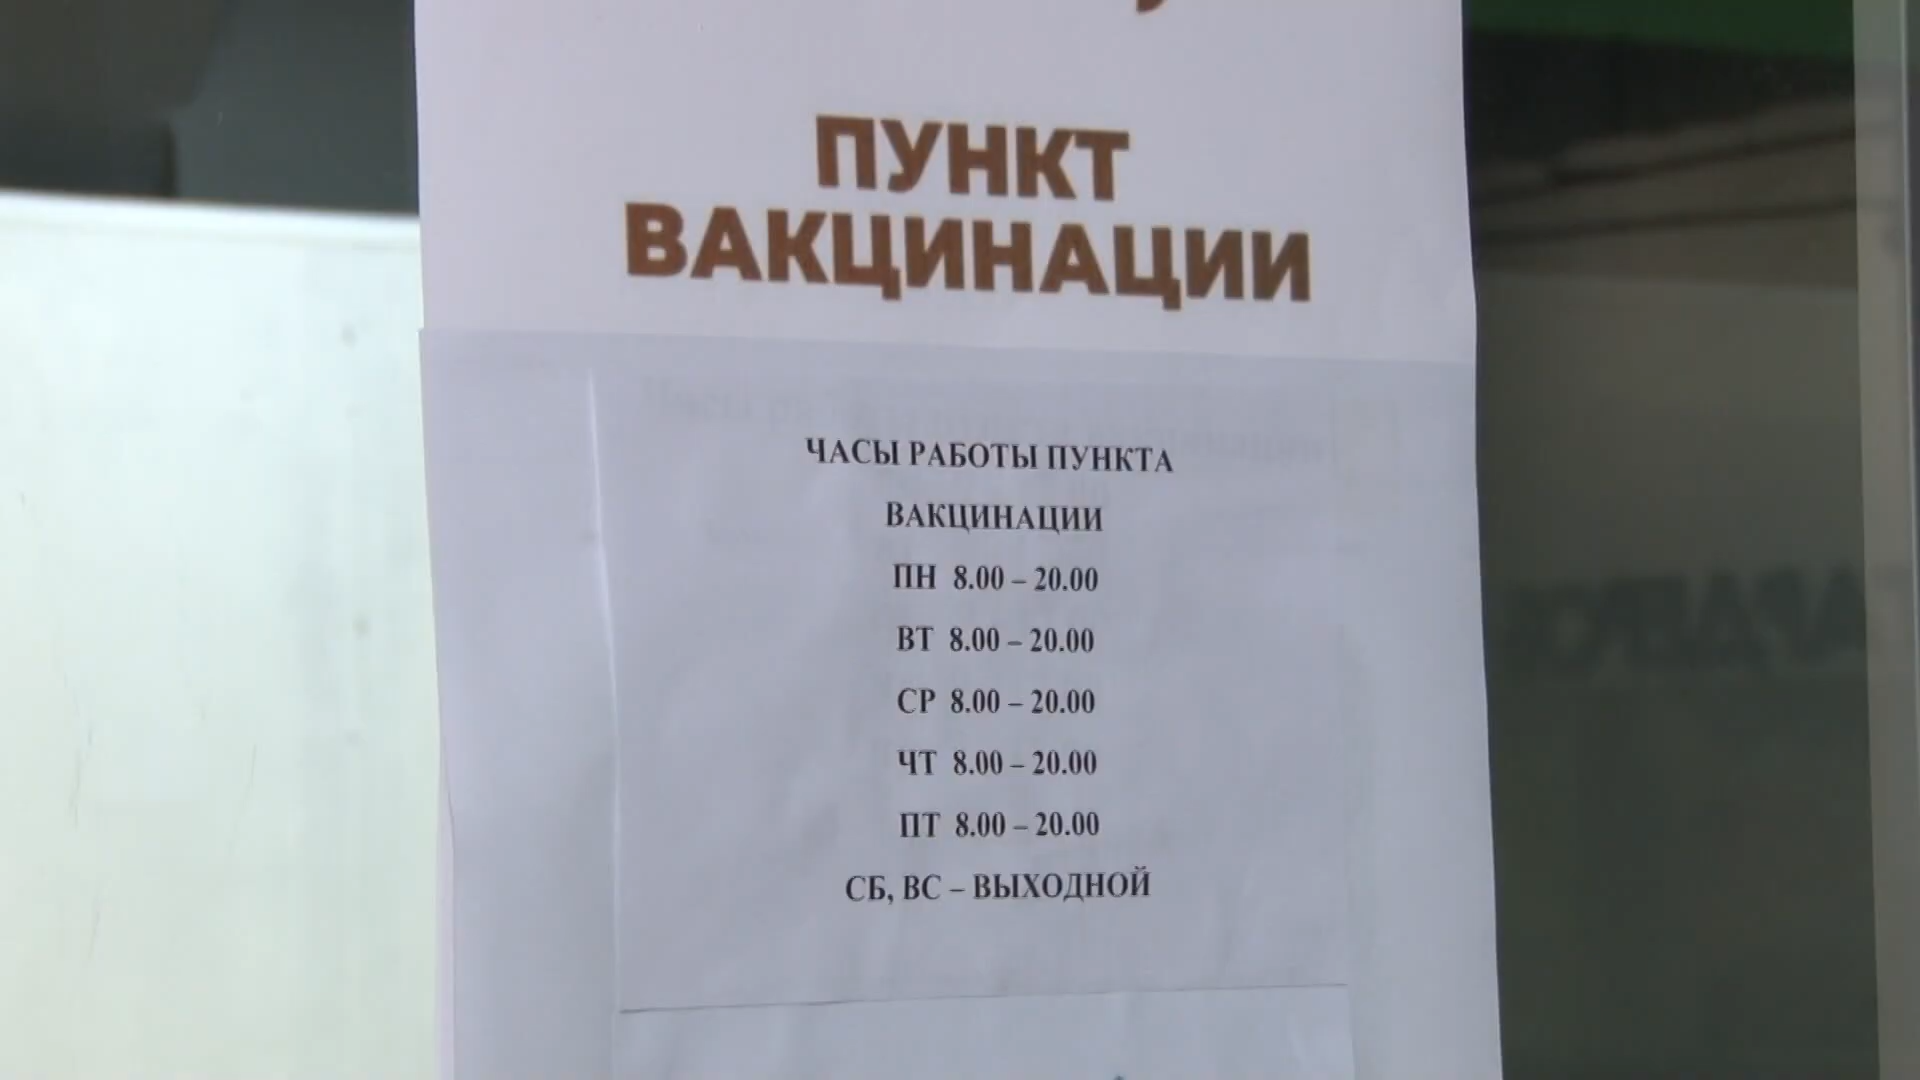 ПУНКТ
ВАКЦИНАЦИИ
ЧАСЫ РАБОТЫ ПУНКТА
ВАКЦИНАЦИИ
ПН 8.00 – 20.00
ВТ 8.00 – 20.00
СР 8.00 – 20.00
ЧТ 8.00 – 20.00
ПТ 8.00 – 20.00
СБ, ВС – ВЫХОДНОЙ